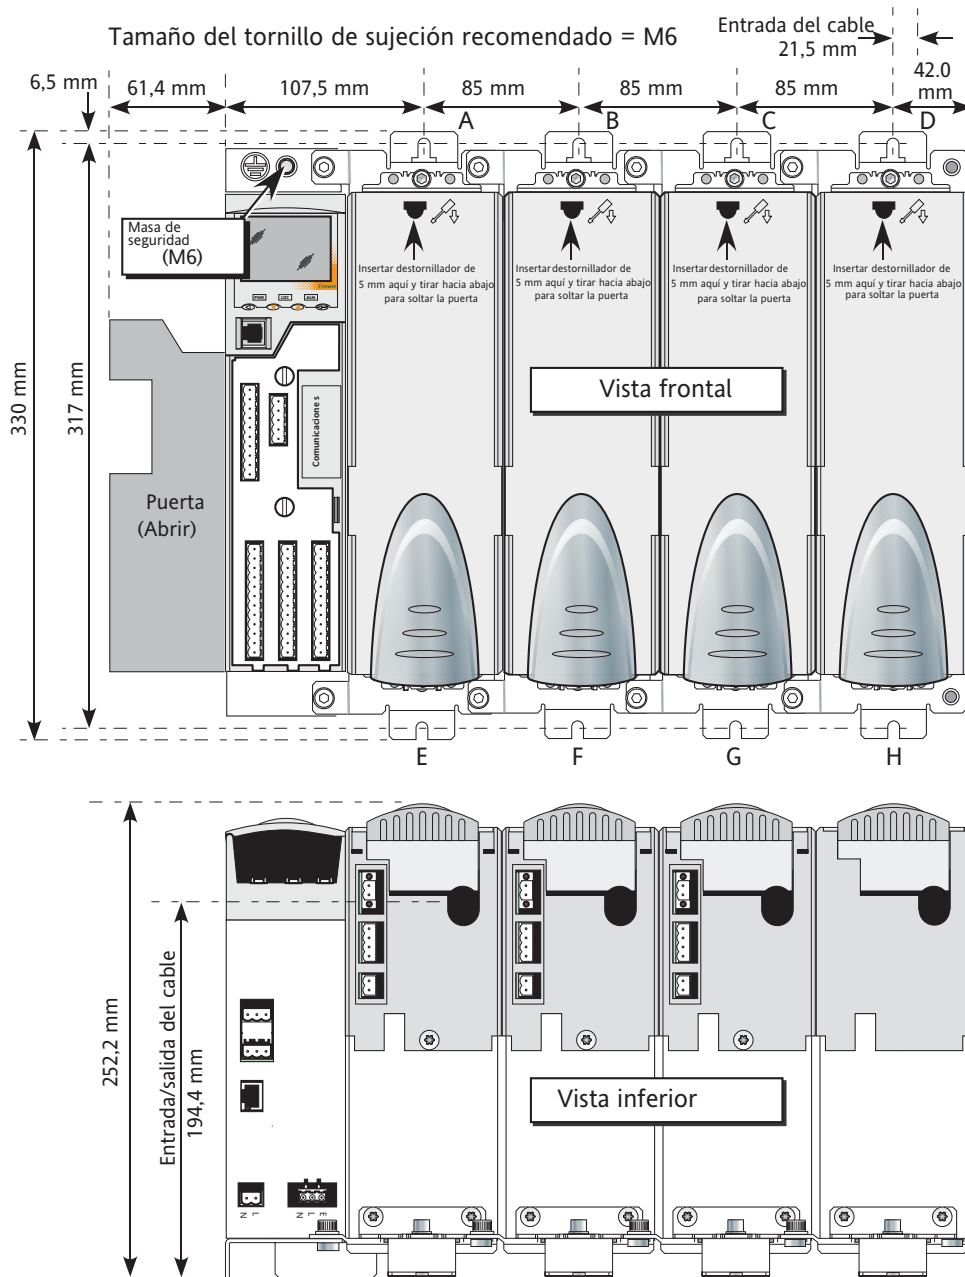 Tamaño del tornillo de sujeción recomendado = M6
Entrada del cable
21,5 mm
6,5 mm
61,4 mm
107,5 mm
85 mm
85 mm
85 mm
42.0
mm
A
B
C
D
Masa de
seguridad
(M6)
Insertar destornillador de
5 mm aquí y tirar hacia abajo
para soltar la puerta
Insertar destornillador de
5 mm aquí y tirar hacia abajo
para soltar la puerta
Insertar destornillador de
5 mm aquí y tirar hacia abajo
para soltar la puerta
Insertar destornillador de
5 mm aquí y tirar hacia abajo
para soltar la puerta
PWR
LOC
ALM
330 mm
317 mm
Vista frontal
Comunicacione s
Puerta
(Abrir)
E
F
G
H
252,2 mm
Entrada/salida del cable
194,4 mm
Vista inferior
N
L
N
L
E